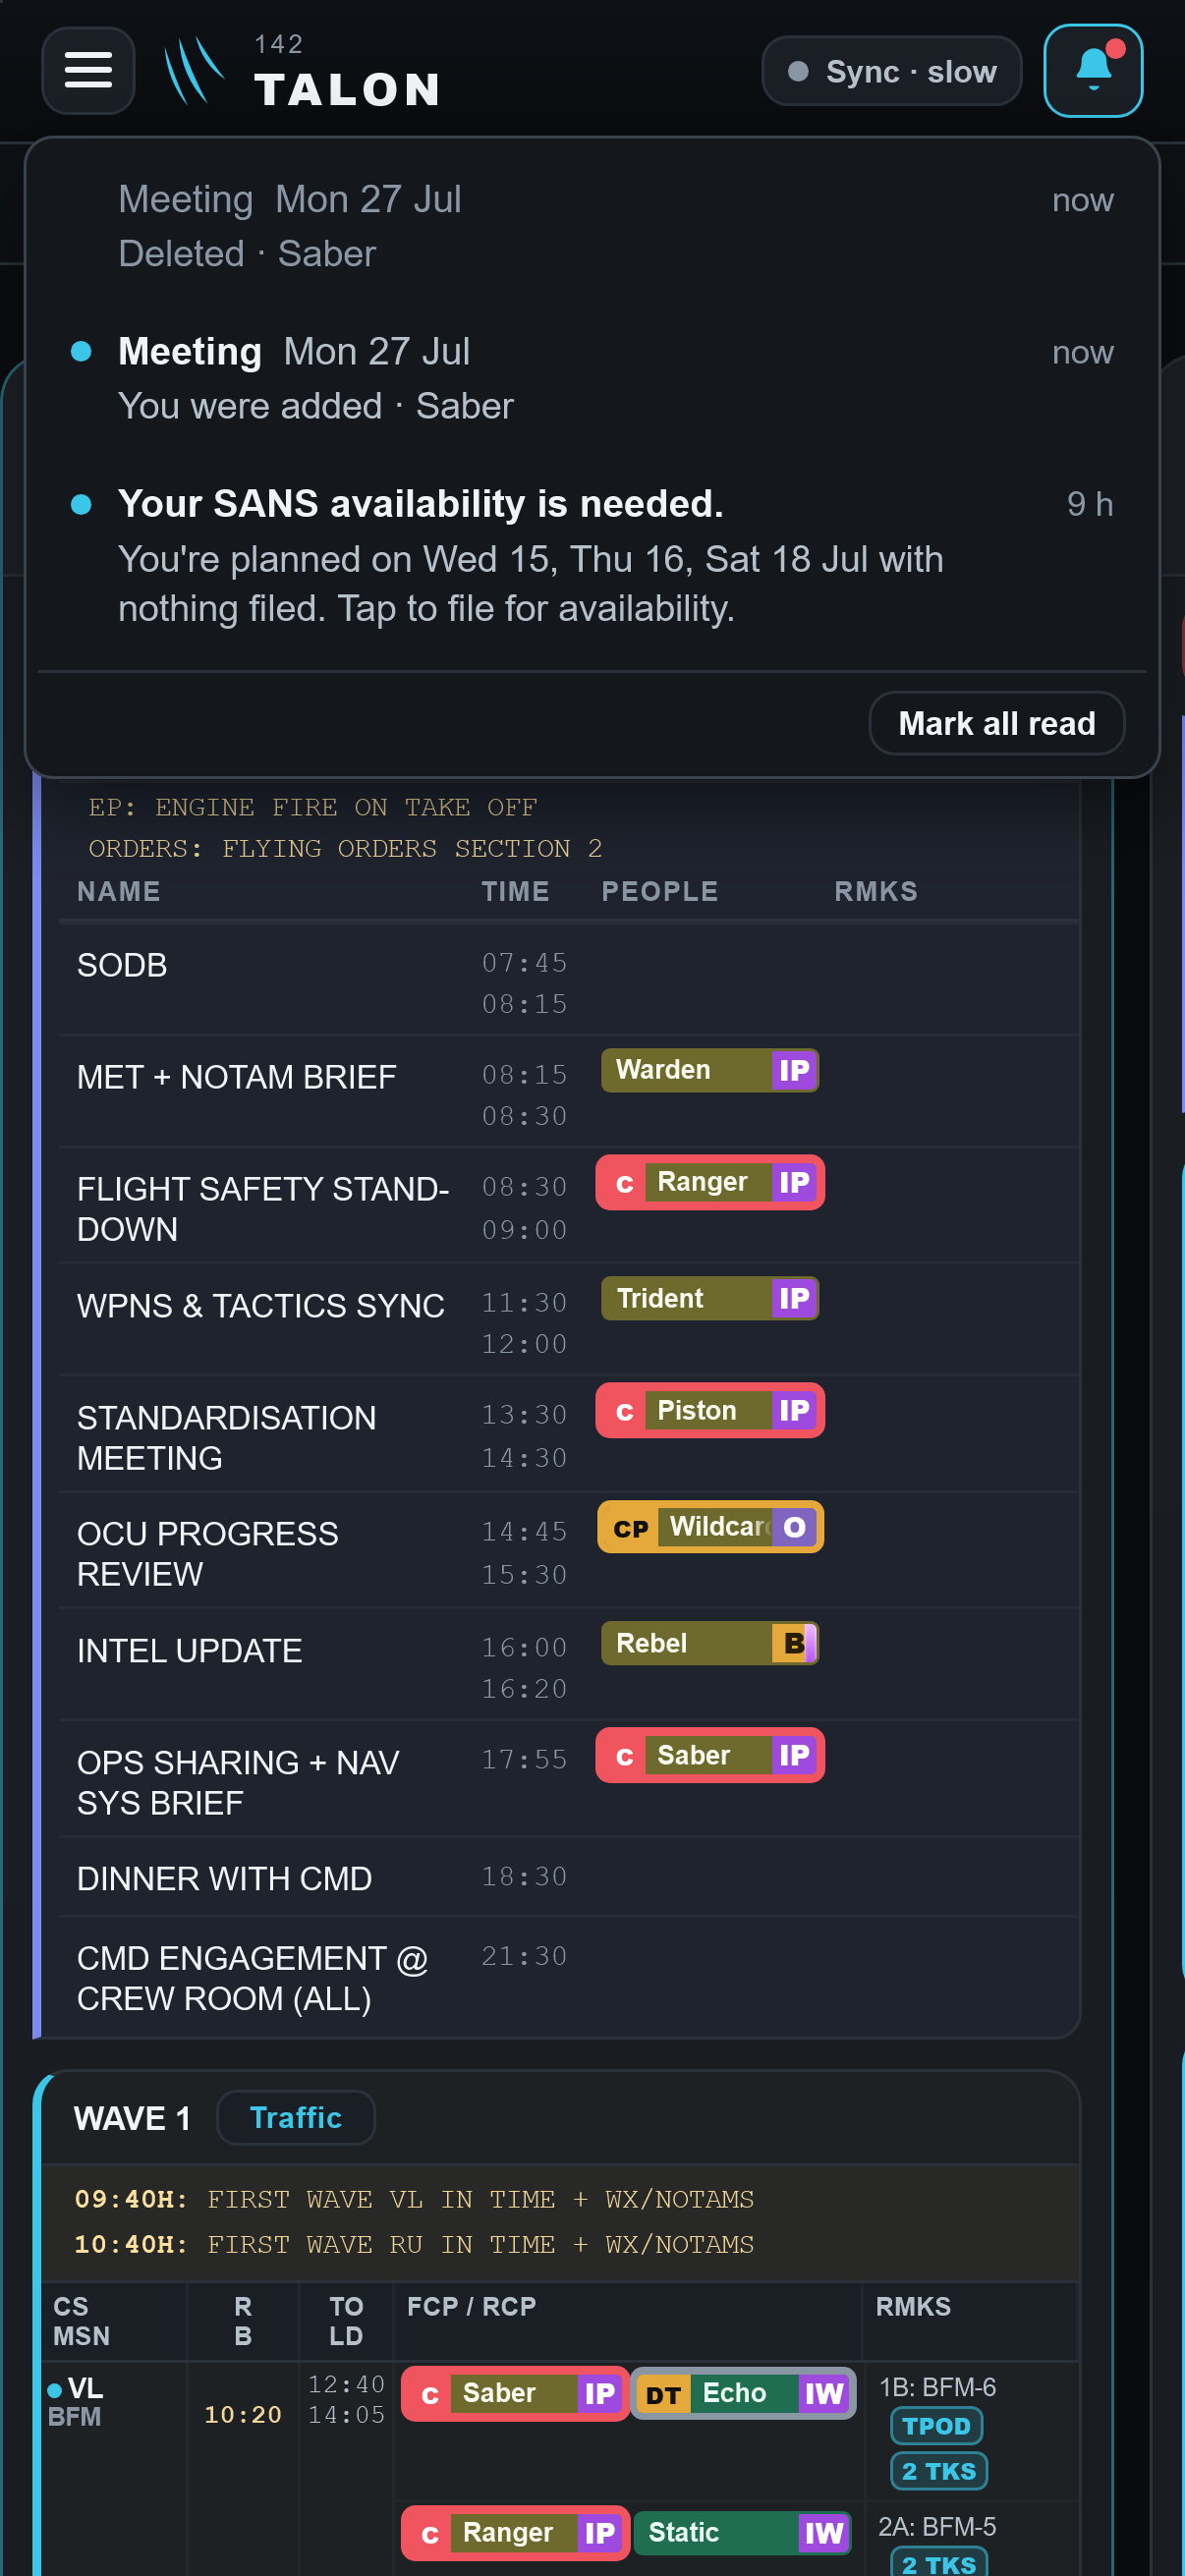 142
TALON
Sync · slow
Meeting Mon 27 Jul now
Deleted · Saber
Meeting Mon 27 Jul now
You were added · Saber
Your SANS availability is needed. 9 h
You're planned on Wed 15, Thu 16, Sat 18 Jul with
nothing filed. Tap to file for availability.
Mark all read
EP: ENGINE FIRE ON TAKE OFF
ORDERS: FLYING ORDERS SECTION 2
NAME TIME PEOPLE RMKS
SODB 07:45
08:15
MET + NOTAM BRIEF 08:15 Warden IP
08:30
FLIGHT SAFETY STAND- 08:30 C Ranger IP
DOWN 09:00
WPNS & TACTICS SYNC 11:30 Trident IP
12:00
STANDARDISATION 13:30 C Piston IP
MEETING 14:30
OCU PROGRESS 14:45 CP Wildcard O
REVIEW 15:30
INTEL UPDATE 16:00 Rebel B
16:20
OPS SHARING + NAV 17:55 C Saber IP
SYS BRIEF
DINNER WITH CMD 18:30
CMD ENGAGEMENT @ 21:30
CREW ROOM (ALL)
WAVE 1 Traffic
09:40H: FIRST WAVE VL IN TIME + WX/NOTAMS
10:40H: FIRST WAVE RU IN TIME + WX/NOTAMS
CS R TO FCP / RCP RMKS
MSN B LD
VL 12:40 C Saber IP DT Echo IW 1B: BFM-6
BFM 10:20 14:05 TPOD
2 TKS
C Ranger IP Static IW 2A: BFM-5
2 TKS